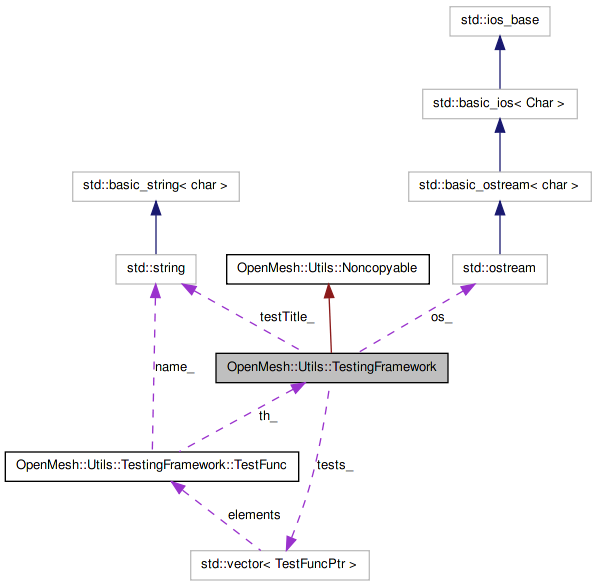 std::ios_base
std::basic_ios< Char >
std::basic_string< char >
std::basic_ostream< char >
std::string
OpenMesh::Utils::Noncopyable
std::ostream
testTitle_
os_
name_
OpenMesh::Utils::TestingFramework
th_
OpenMesh::Utils::TestingFramework::TestFunc
tests_
elements
std::vector< TestFuncPtr >